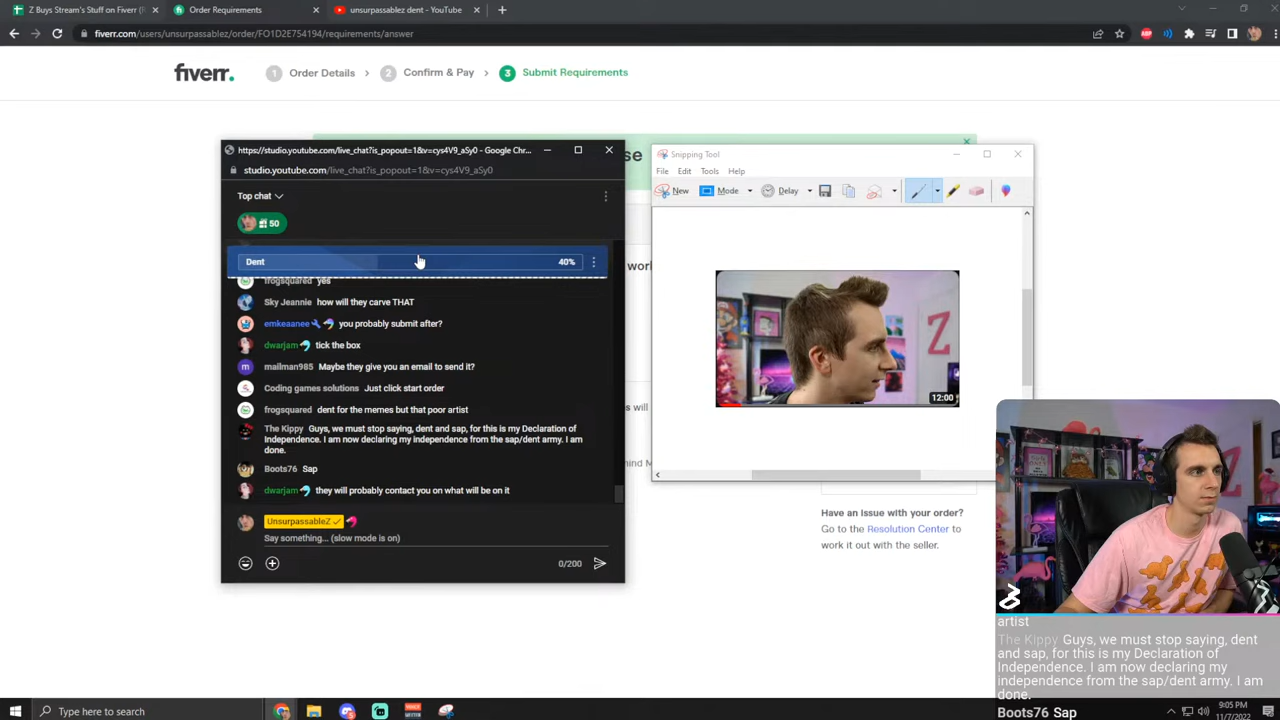 Z Buys Stream's Stuff on Fiverr (
Order Requirements
unsurpassablez dent - YouTube
fiverr.com/users/unsurpassablez/order/FO1D2E754194/requirements/answer
fiverr.
1 Order Details
2 Confirm & Pay
3 Submit Requirements
https://studio.youtube.com/live_chat?is_popout=1&v=cys4V9_aSy0 - Google Chr...
studio.youtube.com/live_chat?is_popout=1&v=cys4V9_aSy0
Top chat
50
Dent 40%
frogsquared yes
Sky Jeannie how will they carve THAT
emkeaanee you probably submit after?
dwarjam tick the box
mailman985 Maybe they give you an email to send it?
Coding games solutions Just click start order
frogsquared dent for the memes but that poor artist
The Kippy Guys, we must stop saying, dent and sap, for this is my Declaration of
Independence. I am now declaring my independence from the sap/dent army. I am
done.
Boots76 Sap
dwarjam they will probably contact you on what will be on it
UnsurpassableZ
Say something... (slow mode is on)
0/200
Snipping Tool
File Edit Tools Help
New Mode Delay
Z
12:00
Have an issue with your order?
Go to the Resolution Center to
work it out with the seller.
artist
The Kippy Guys, we must stop saying, dent
and sap, for this is my Declaration of
Independence. I am now declaring my
independence from the sap/dent army. I am
done.
Boots76 Sap
Type here to search
9:05 PM
11/7/2022